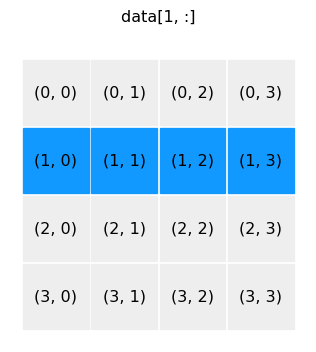 data[1, :]
(0, 0) (0, 1) (0, 2) (0, 3)
(1, 0) (1, 1) (1, 2) (1, 3)
(2, 0) (2, 1) (2, 2) (2, 3)
(3, 0) (3, 1) (3, 2) (3, 3)